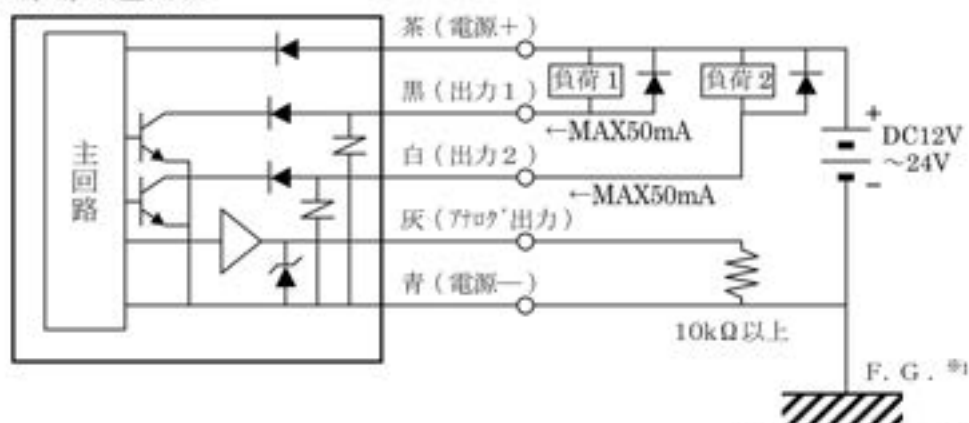 茶(電源+)
負荷1
負荷2
黒(出力1)
←MAX50mA
+
DC12V
～24V
−
主回路
白(出力2)
←MAX50mA
灰(ｱﾅﾛｸﾞ出力)
青(電源―)
10kΩ以上
F. G. ※1